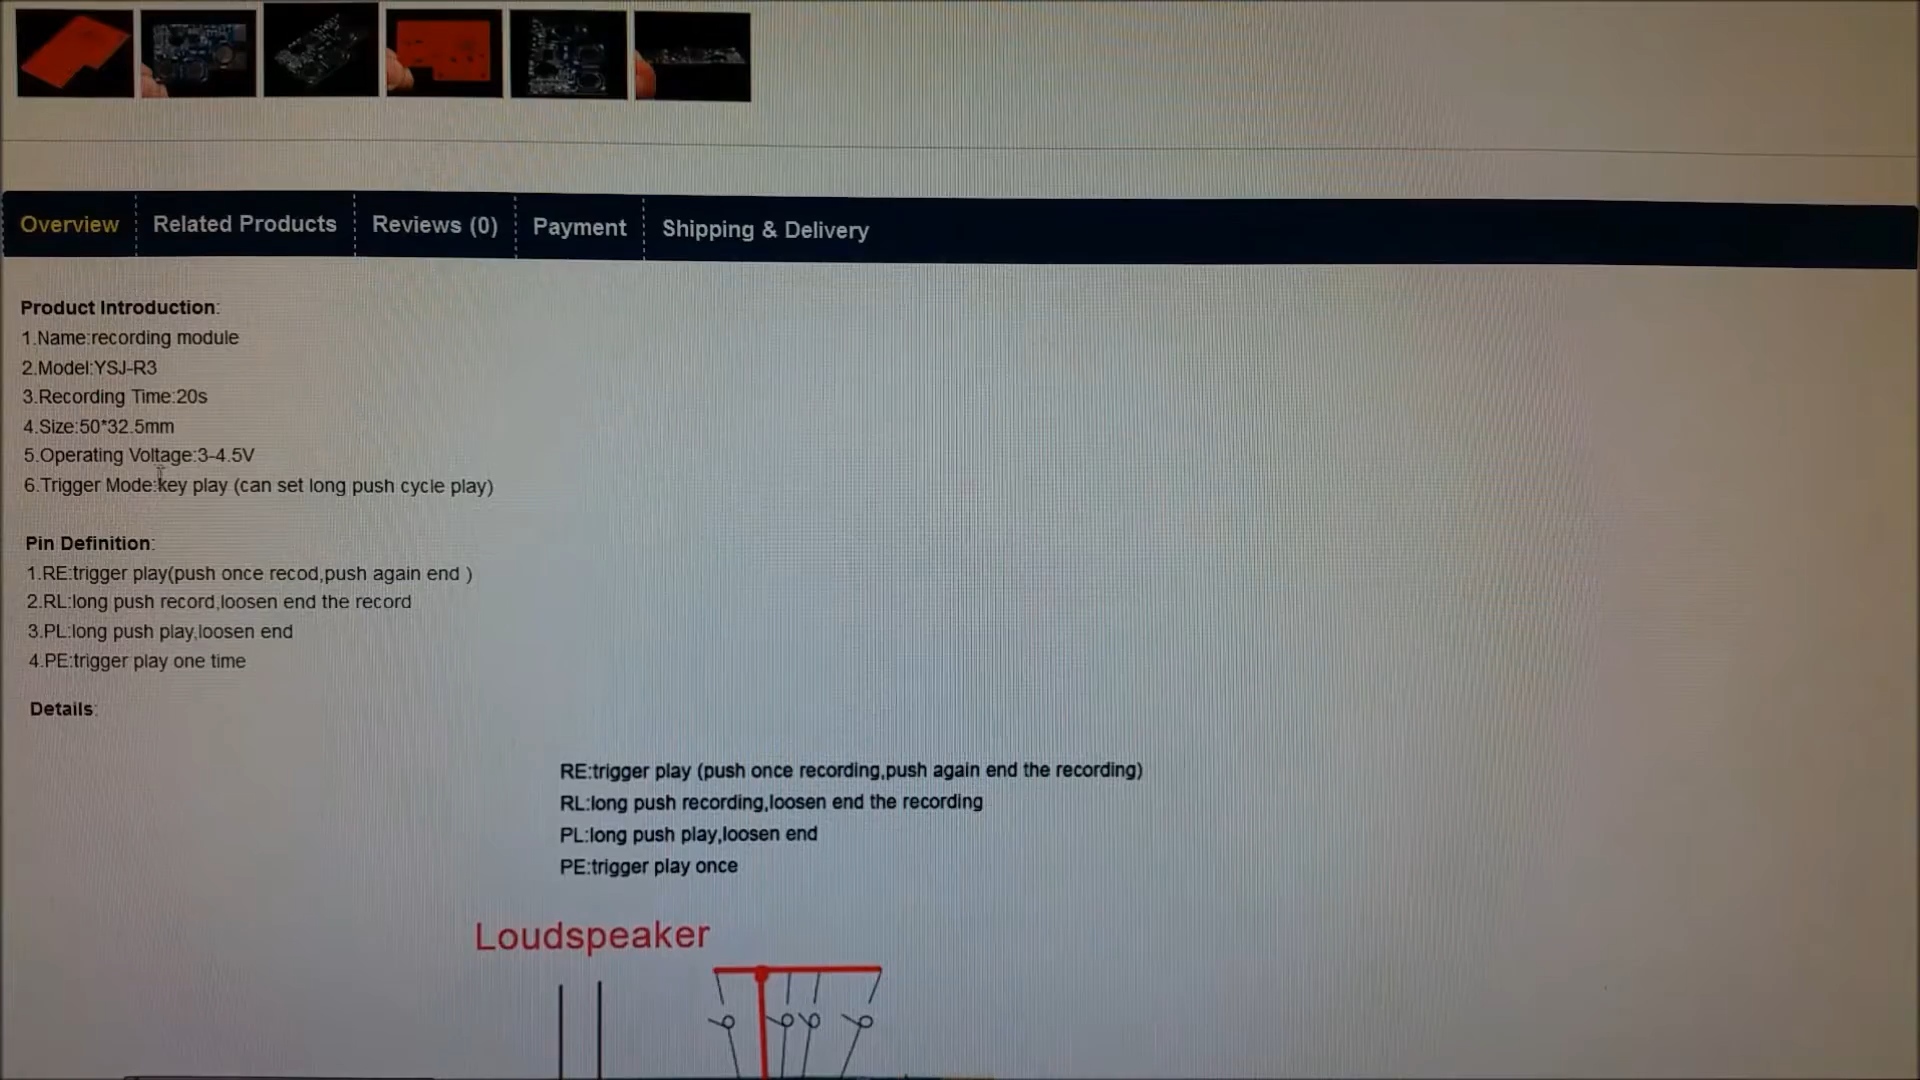 Overview Related Products Reviews (0) Payment Shipping & Delivery
Product Introduction:
1.Name:recording module
2.Model:YSJ-R3
3.Recording Time:20s
4.Size:50*32.5mm
5.Operating Voltage:3-4.5V
6.Trigger Mode:key play (can set long push cycle play)
Pin Definition:
1.RE:trigger play(push once recod,push again end )
2.RL:long push record,loosen end the record
3.PL:long push play,loosen end
4.PE:trigger play one time
Details:
RE:trigger play (push once recording,push again end the recording)
RL:long push recording,loosen end the recording
PL:long push play,loosen end
PE:trigger play once
Loudspeaker